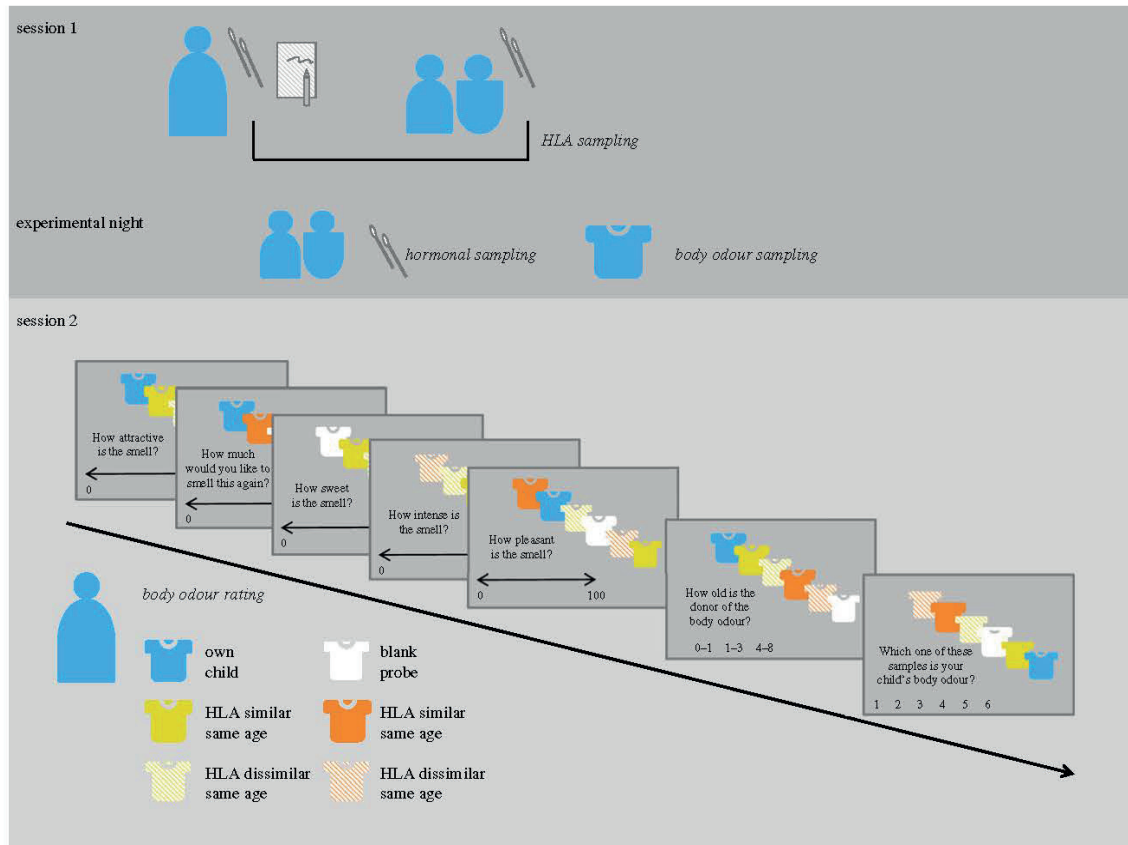 session 1
HLA sampling
experimental night
hormonal sampling
body odour sampling
session 2
How attractive
is the smell?
0
How much
would you like to
smell this again?
0
How sweet
is the smell?
0
How intense is
the smell?
0
How pleasant
is the smell?
0 100
How old is the
donor of the
body odour?
0–1 1–3 4–8
Which one of these
samples is your
child's body odour?
1 2 3 4 5 6
body odour rating
own
child
blank
probe
HLA similar
same age
HLA similar
same age
HLA dissimilar
same age
HLA dissimilar
same age